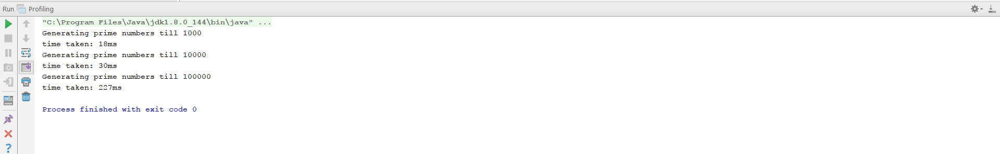 Run Profiling
"C:\Program Files\Java\jdk1.8.0_144\bin\java" ...
Generating prime numbers till 1000
time taken: 18ms
Generating prime numbers till 10000
time taken: 30ms
Generating prime numbers till 100000
time taken: 227ms
Process finished with exit code 0
?